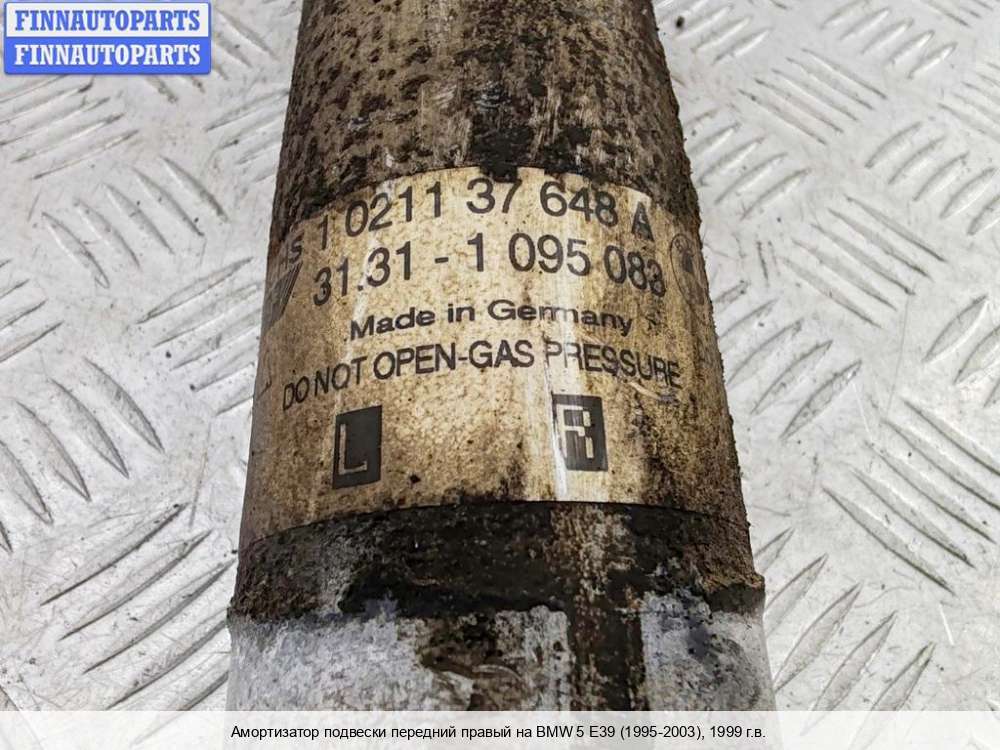 FINNAUTOPARTS
FINNAUTOPARTS
S 1 0211 37 648 A
31.31 - 1 095 083
Made in Germany
DO NOT OPEN-GAS PRESSURE
L R
Амортизатор подвески передний правый на BMW 5 E39 (1995-2003), 1999 г.в.